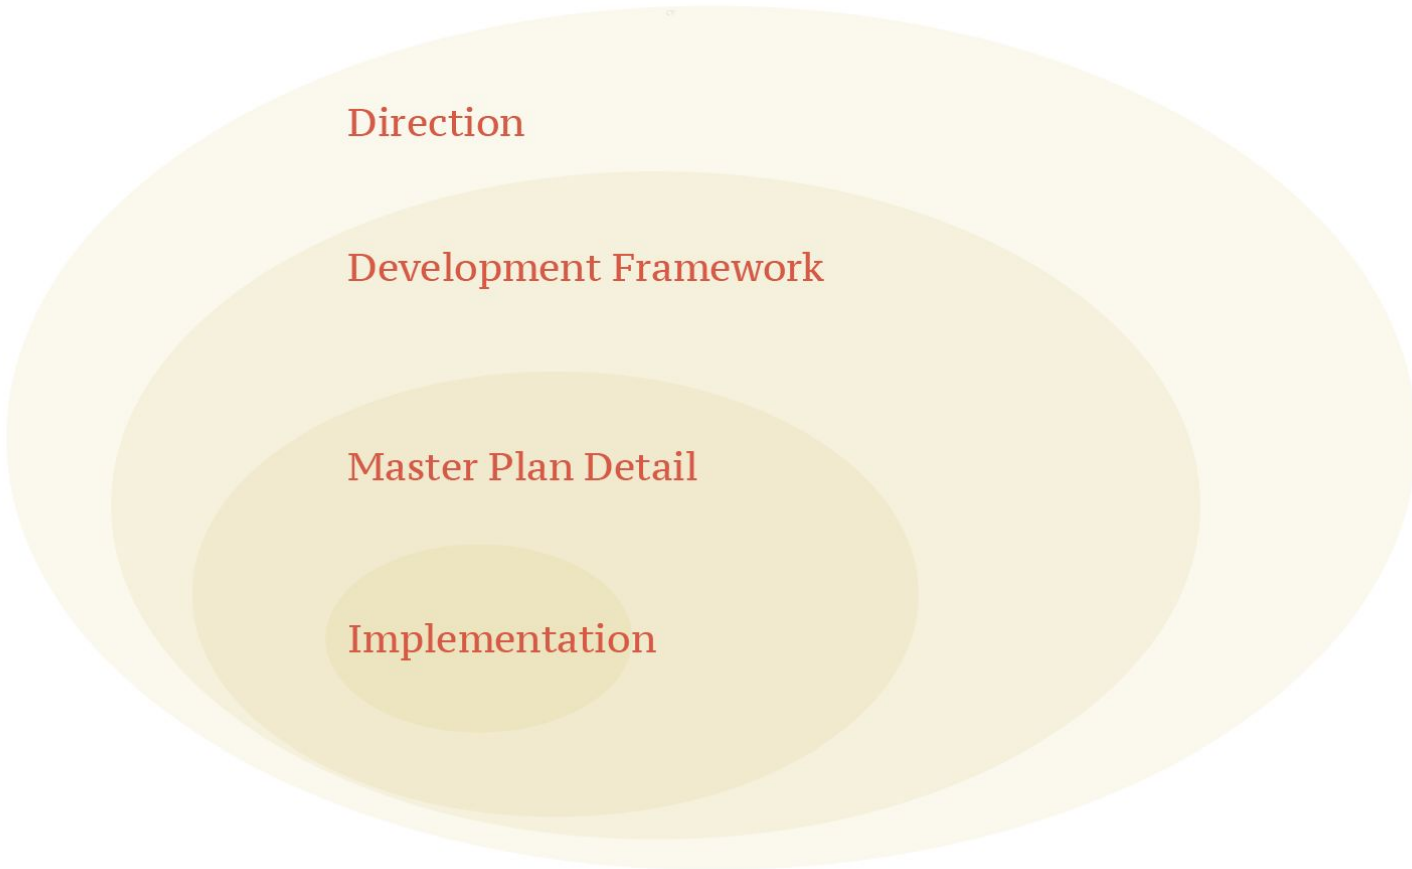 Direction
Development Framework
Master Plan Detail
Implementation